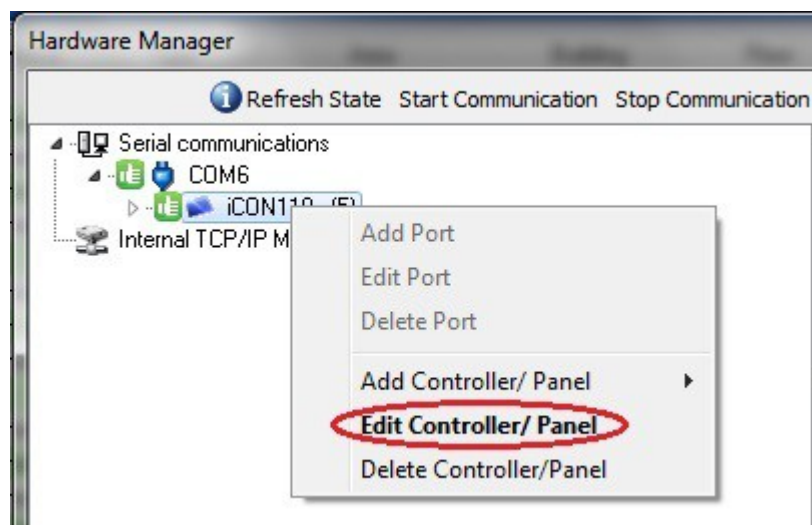 Hardware Manager
Refresh State Start Communication Stop Communication
Serial communications
COM6
Internal TCP/IP M
Add Port
Edit Port
Delete Port
Add Controller/ Panel
Edit Controller/ Panel
Delete Controller/Panel